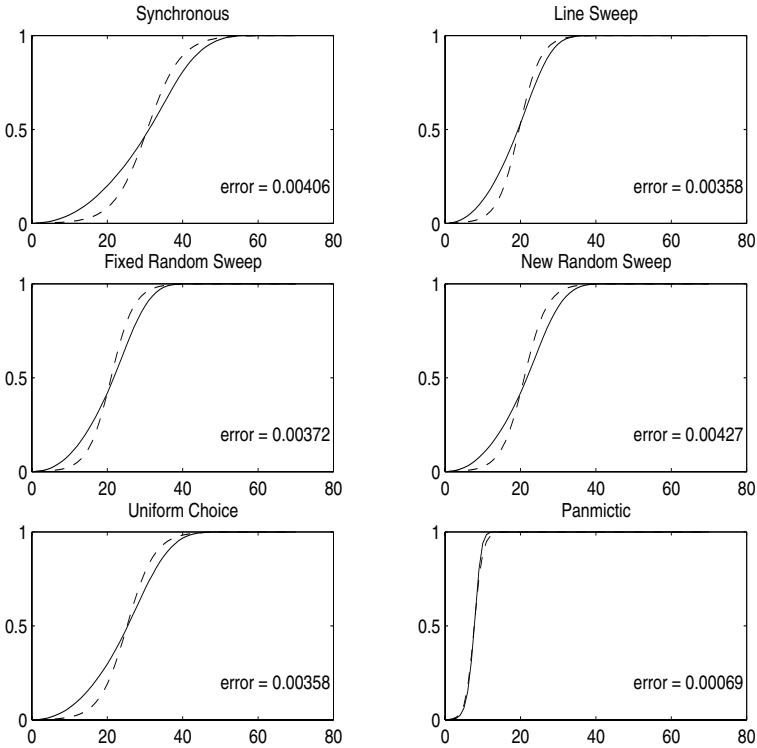 Synchronous
1
0.5
0
error = 0.00406
0 20 40 60 80
Line Sweep
1
0.5
0
error = 0.00358
0 20 40 60 80
Fixed Random Sweep
1
0.5
0
error = 0.00372
0 20 40 60 80
New Random Sweep
1
0.5
0
error = 0.00427
0 20 40 60 80
Uniform Choice
1
0.5
0
error = 0.00358
0 20 40 60 80
Panmictic
1
0.5
0
error = 0.00069
0 20 40 60 80